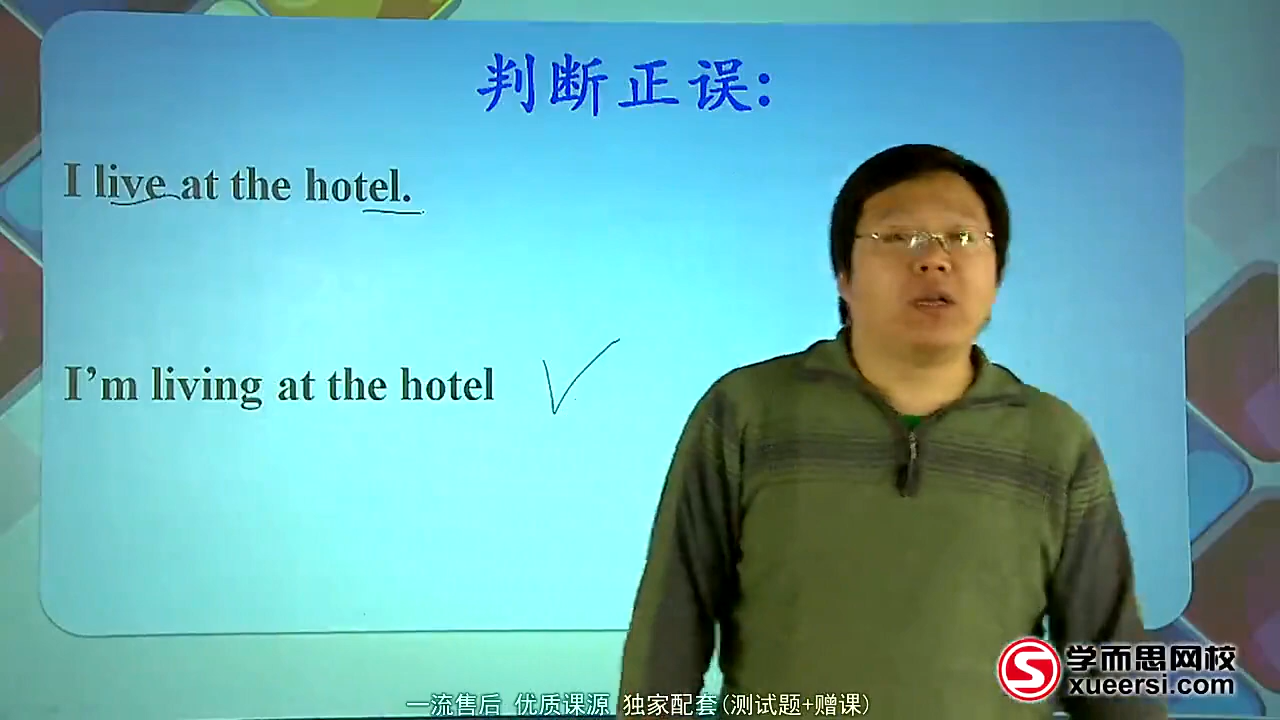 判断正误:
I live at the hotel.
I'm living at the hotel
学而思网校
xueersi.com
一流售后 优质课源 独家配套(测试题+赠课)